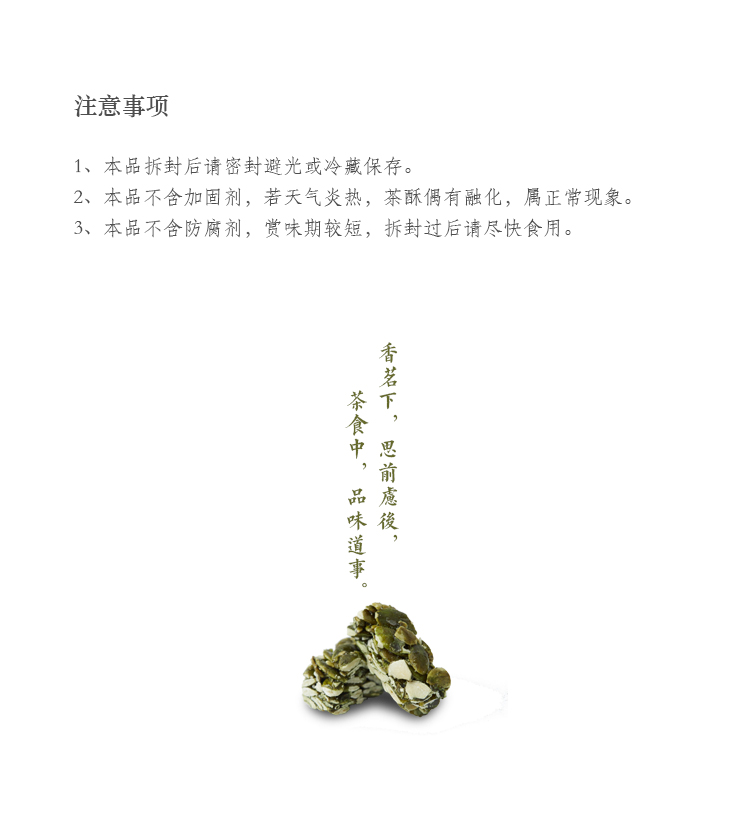 注意事项
1、本品拆封后请密封避光或冷藏保存。
2、本品不含加固剂，若天气炎热，茶酥偶有融化，属正常现象。
3、本品不含防腐剂，赏味期较短，拆封过后请尽快食用。
香茗下，思前慮後，
茶食中，品味道事。